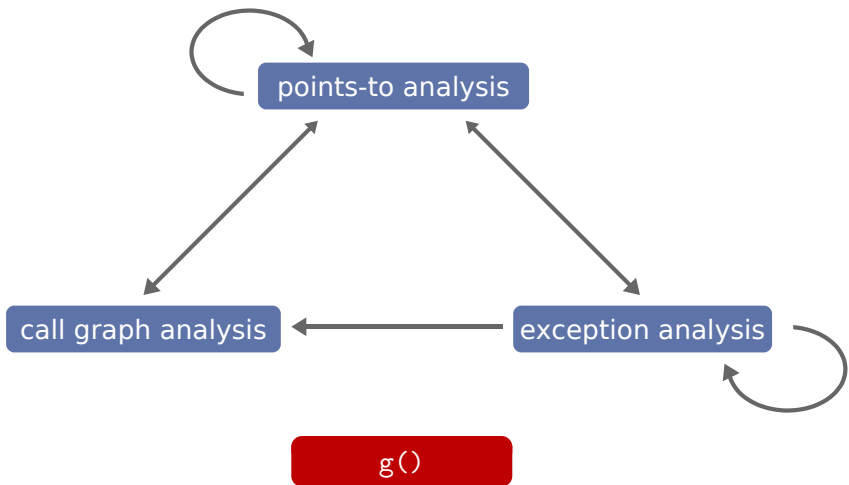 points-to analysis
call graph analysis
exception analysis
g()